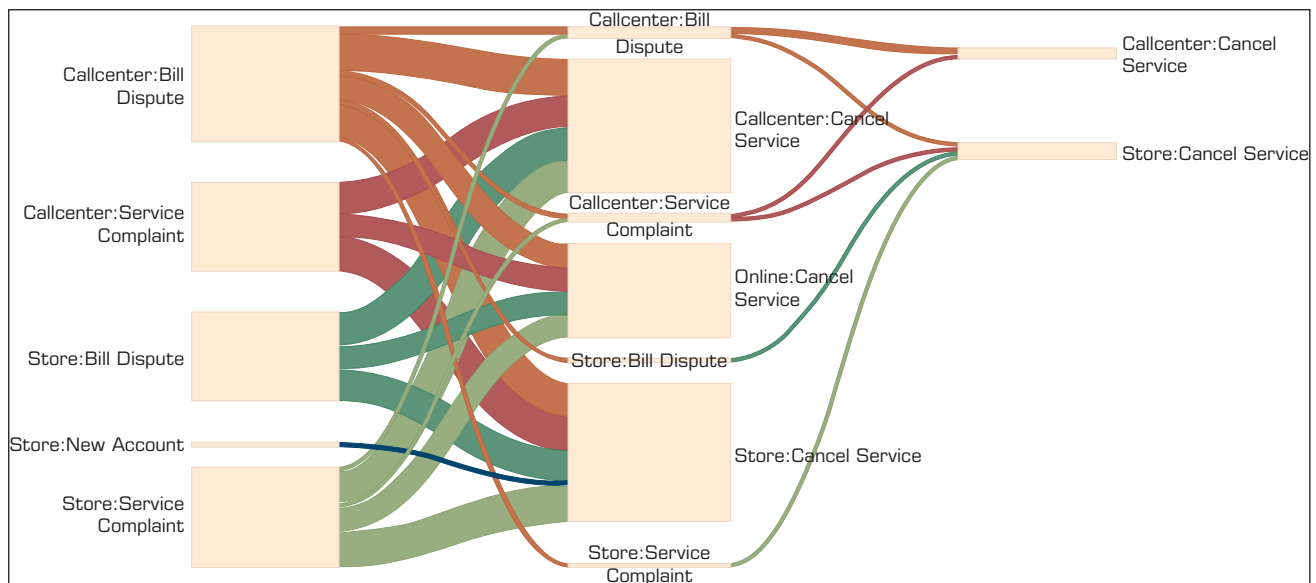 Callcenter:Bill
Dispute
Callcenter:Service
Complaint
Store:Bill Dispute
Store:New Account
Store:Service
Complaint
Callcenter:Bill
Dispute
Callcenter:Cancel
Service
Callcenter:Service
Complaint
Online:Cancel
Service
Store:Bill Dispute
Store:Cancel Service
Store:Service
Complaint
Callcenter:Cancel
Service
Store:Cancel Service